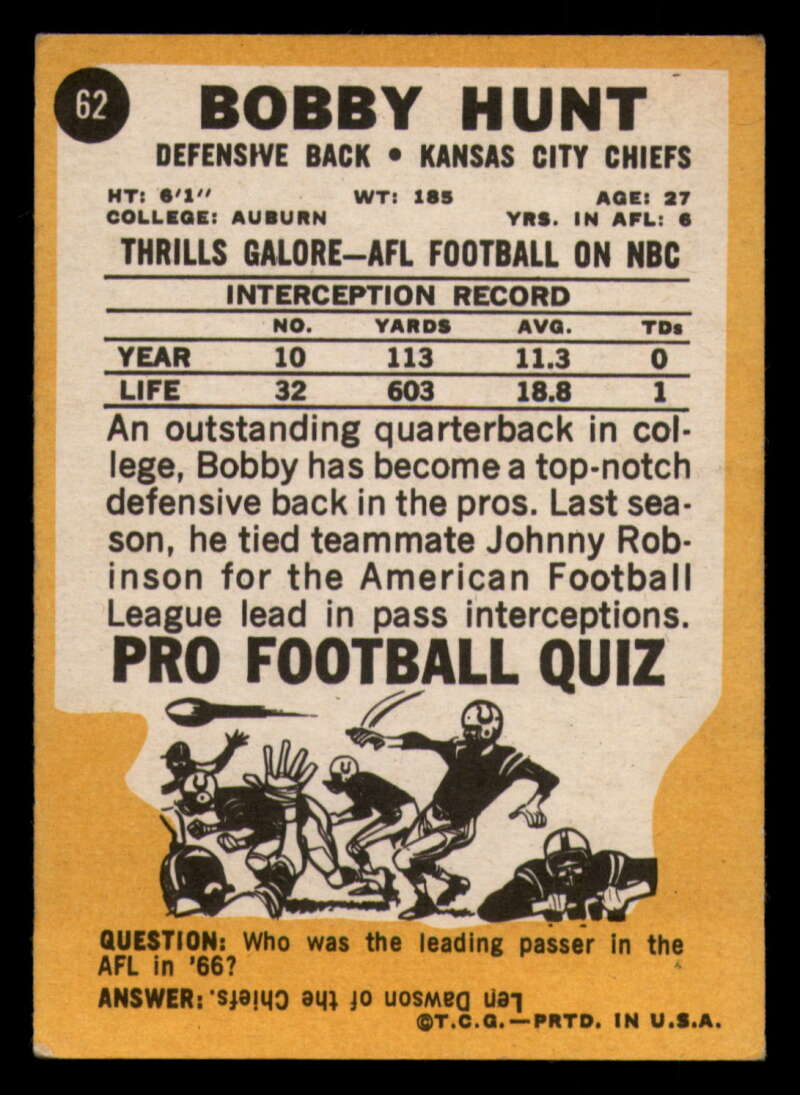 62
BOBBY HUNT
DEFENSIVE BACK • KANSAS CITY CHIEFS
HT: 6'1" WT: 185 AGE: 27
COLLEGE: AUBURN YRS. IN AFL: 6
THRILLS GALORE—AFL FOOTBALL ON NBC
INTERCEPTION RECORD
NO. YARDS AVG. TDs
YEAR 10 113 11.3 0
LIFE 32 603 18.8 1
An outstanding quarterback in col-
lege, Bobby has become a top-notch
defensive back in the pros. Last sea-
son, he tied teammate Johnny Rob-
inson for the American Football
League lead in pass interceptions.
PRO FOOTBALL QUIZ
QUESTION: Who was the leading passer in the
AFL in '66?
ANSWER: Len Dawson of the Chiefs.
©T.C.G.—PRTD. IN U.S.A.